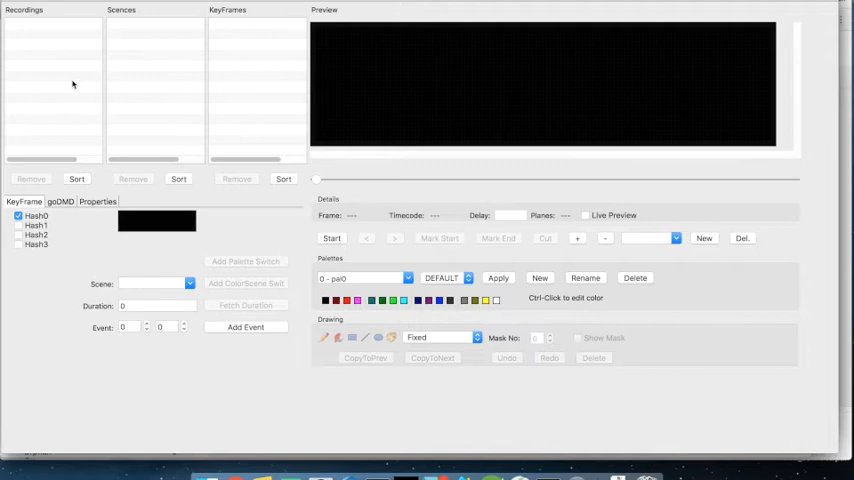 Recordings Scences KeyFrames Preview
Remove Sort Remove Sort Remove Sort
KeyFrame goDMD Properties
Hash0
Hash1
Hash2
Hash3
Add Palette Switch
Scene: Add ColorScene Swit
Duration: 0 Fetch Duration
Event: 0 0 Add Event
Details
Frame: --- Timecode: --- Delay: Planes: --- Live Preview
Start < > Mark Start Mark End Cut + - New Del.
Palettes
0 - pal0 DEFAULT Apply New Rename Delete
Ctrl-Click to edit color
Drawing
Fixed Mask No: 0 Show Mask
CopyToPrev CopyToNext Undo Redo Delete